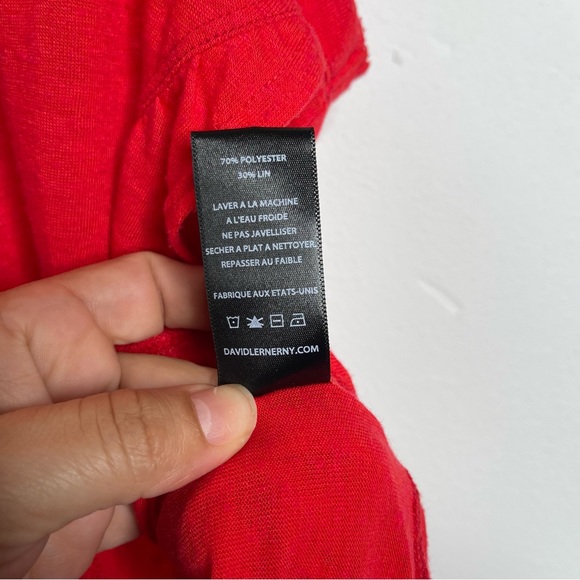 70% POLYESTER
30% LIN
LAVER A LA MACHINE
A L'EAU FROIDE
NE PAS JAVELLISER
SECHER A PLAT A NETTOYER.
REPASSER AU FAIBLE
FABRIQUE AUX ETATS-UNIS
DAVIDLERNERNY.COM